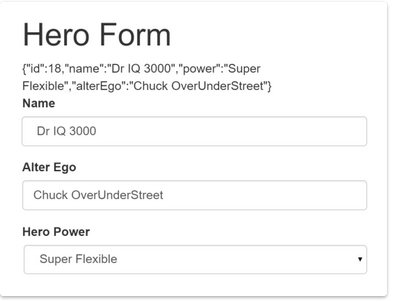 Hero Form
{"id":18,"name":"Dr IQ 3000","power":"Super
Flexible","alterEgo":"Chuck OverUnderStreet"}
Name
Dr IQ 3000
Alter Ego
Chuck OverUnderStreet
Hero Power
Super Flexible